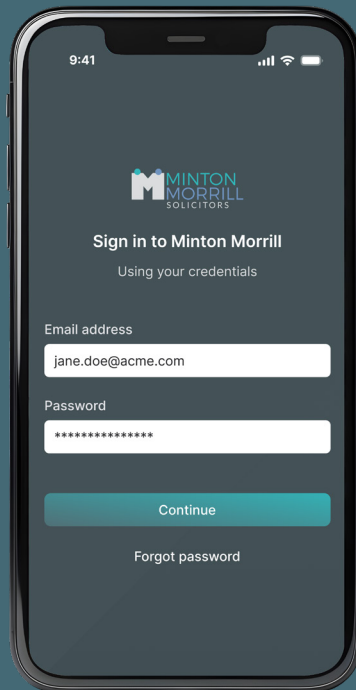 9:41
MINTON
MORRILL
SOLICITORS
Sign in to Minton Morrill
Using your credentials
Email address
jane.doe@acme.com
Password
***************
Continue
Forgot password